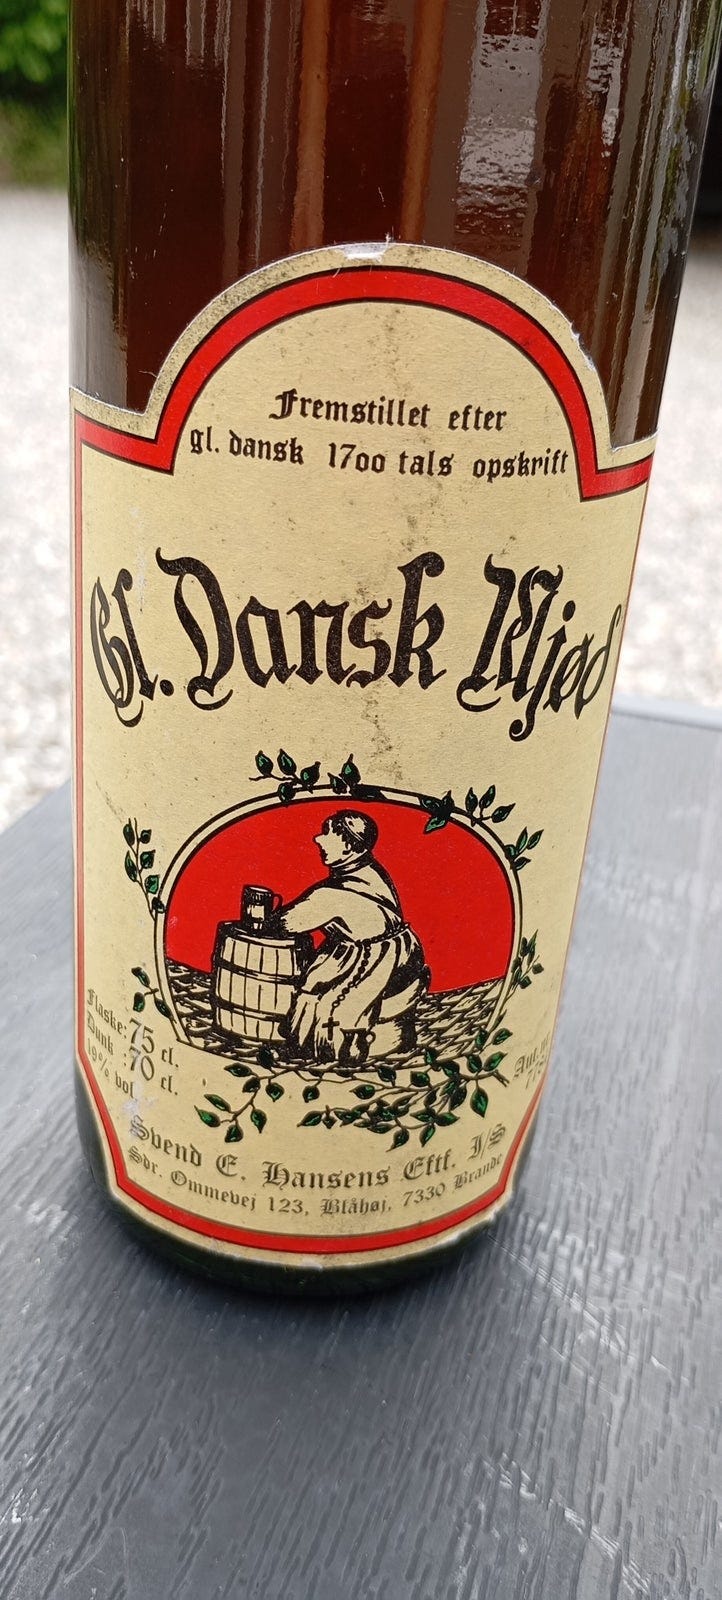 Fremstillet efter
gl. dansk 1700 tals opskrift
Gl. Dansk Mjød
Flaske: 75 cl.
Dunk : 70 cl.
19% vol
Svend E. Hansens Eftf. I/S
Sdr. Ommevej 123, Blåhøj, 7330 Brande